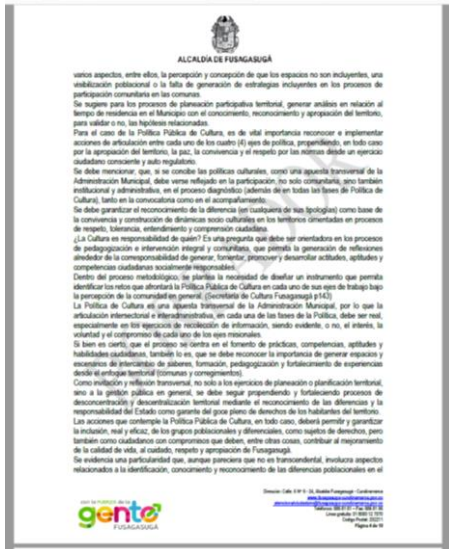 ALCALDÍA DE FUSAGASUGÁ
varios aspectos, entre ellos, la percepción y concepción de que los espacios no son incluyentes, una
visibilización poblacional o la falta de generación de estrategias incluyentes en los procesos de
participación comunitaria en las comunas.
Se sugiere para los procesos de planeación participativa territorial, generar análisis en relación al
tiempo de residencia en el Municipio con el conocimiento, reconocimiento y apropiación del territorio,
para validar o no, las hipótesis relacionadas.
Para el caso de la Política Pública de Cultura, es de vital importancia reconocer e implementar
acciones de articulación entre cada uno de los cuatro (4) ejes de política, propendiendo, en todo caso
por la apropiación del territorio, la paz, la convivencia y el respeto por las normas desde un ejercicio
ciudadano consciente y auto regulatorio.
Se debe mencionar, que, si se concibe las políticas culturales, como una apuesta transversal de la
Administración Municipal, debe verse reflejado en la participación, no solo comunitaria, sino también
institucional y administrativa, en el proceso diagnóstico (además de en todas las fases de Política de
Cultura), tanto en la convocatoria como en el acompañamiento.
Se debe garantizar el reconocimiento de la diferencia (en cualquiera de sus tipologías) como base de
la convivencia y construcción de dinámicas socio culturales en los territorios cimentadas en procesos
de respeto, tolerancia, entendimiento y comprensión ciudadana.
¿La Cultura es responsabilidad de quién? Es una pregunta que debe ser orientadora en los procesos
de pedagogización e intervención integral y comunitaria, que permita la generación de reflexiones
alrededor de la corresponsabilidad de generar, fomentar, promover y desarrollar actitudes, aptitudes y
competencias ciudadanas socialmente responsables.
Dentro del proceso metodológico, se plantea la necesidad de diseñar un instrumento que permita
identificar los retos que afrontará la Política Pública de Cultura en cada uno de sus ejes de trabajo bajo
la percepción de la comunidad en general. (Secretaría de Cultura Fusagasugá p143)
La Política de Cultura es una apuesta transversal de la Administración Municipal, por lo que la
articulación intersectorial e interadministrativa, en cada una de las fases de la Política, debe ser real,
especialmente en los ejercicios de recolección de información, siendo evidente, o no, el interés, la
voluntad y el compromiso de cada uno de los ejes misionales.
Si bien es cierto, que el proceso se centra en el fomento de prácticas, competencias, aptitudes y
habilidades ciudadanas, también lo es, que se debe reconocer la importancia de generar espacios y
escenarios de intercambio de saberes, formación, pedagogización y fortalecimiento de experiencias
desde el enfoque territorial (comunas y corregimientos).
Como invitación y reflexión transversal, no solo a los ejercicios de planeación o planificación territorial,
sino a la gestión pública en general, se debe seguir propendiendo y fortaleciendo procesos de
desconcentración y descentralización territorial mediante el reconocimiento de las diferencias y la
responsabilidad del Estado como garante del goce pleno de derechos de los habitantes del territorio.
Las acciones que contemple la Política Pública de Cultura, en todo caso, deberá permitir y garantizar
la inclusión, real y eficaz, de los grupos poblacionales y diferenciales, como sujetos de derechos, pero
también como ciudadanos con compromisos que deben, entre otras cosas, contribuir al mejoramiento
de la calidad de vida, al cuidado, respeto y apropiación de Fusagasugá.
Se evidencia una particularidad que, aunque pareciera que no es transcendental, involucra aspectos
relacionados a la identificación, conocimiento y reconocimiento de las diferencias poblacionales en el
gente
FUSAGASUGÁ